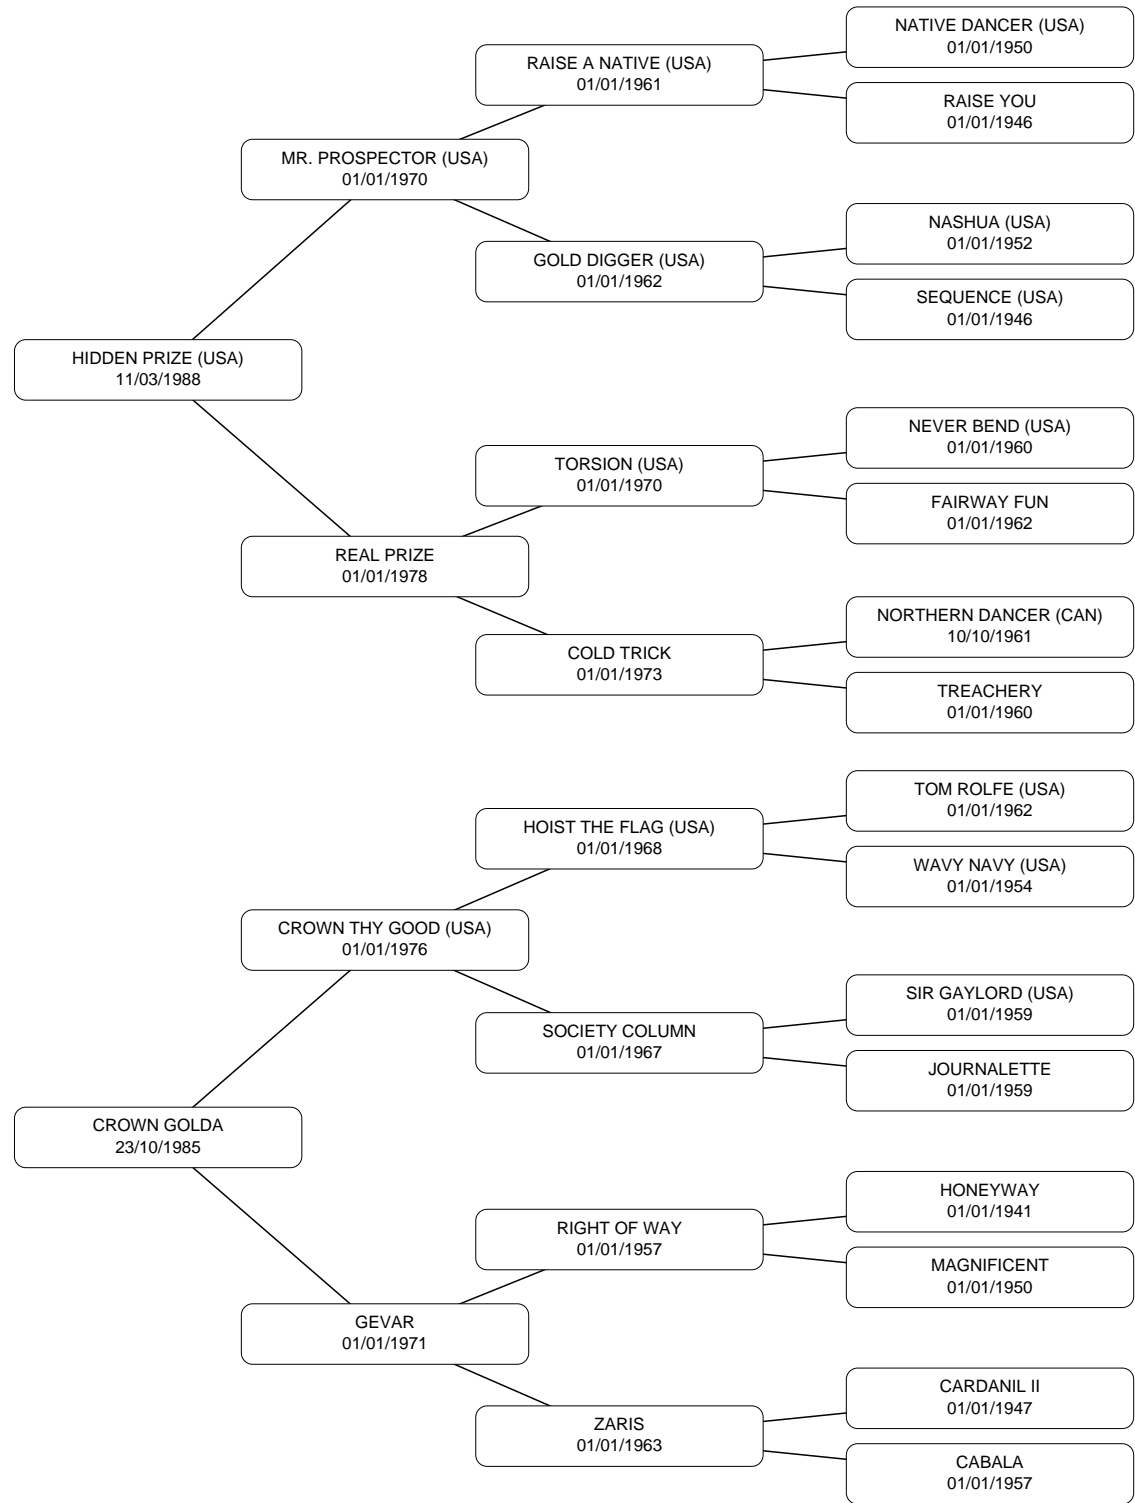 NATIVE DANCER (USA)
01/01/1950
RAISE A NATIVE (USA)
01/01/1961
RAISE YOU
01/01/1946
MR. PROSPECTOR (USA)
01/01/1970
NASHUA (USA)
01/01/1952
GOLD DIGGER (USA)
01/01/1962
SEQUENCE (USA)
01/01/1946
HIDDEN PRIZE (USA)
11/03/1988
NEVER BEND (USA)
01/01/1960
TORSION (USA)
01/01/1970
FAIRWAY FUN
01/01/1962
REAL PRIZE
01/01/1978
NORTHERN DANCER (CAN)
10/10/1961
COLD TRICK
01/01/1973
TREACHERY
01/01/1960
TOM ROLFE (USA)
01/01/1962
HOIST THE FLAG (USA)
01/01/1968
WAVY NAVY (USA)
01/01/1954
CROWN THY GOOD (USA)
01/01/1976
SIR GAYLORD (USA)
01/01/1959
SOCIETY COLUMN
01/01/1967
JOURNALETTE
01/01/1959
CROWN GOLDA
23/10/1985
HONEYWAY
01/01/1941
RIGHT OF WAY
01/01/1957
MAGNIFICENT
01/01/1950
GEVAR
01/01/1971
CARDANIL II
01/01/1947
ZARIS
01/01/1963
CABALA
01/01/1957